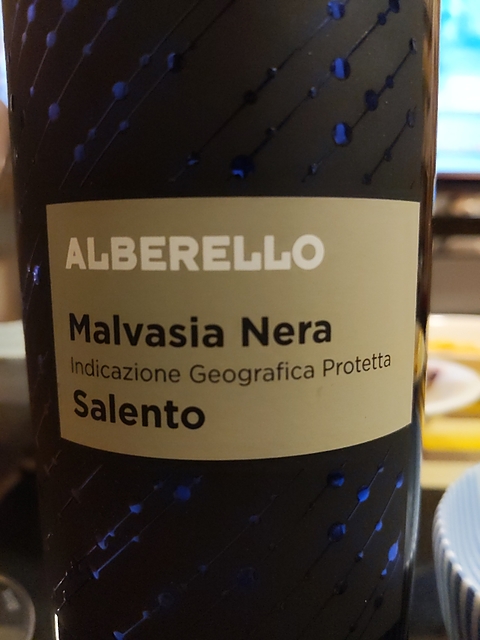 ALBERELLO
Malvasia Nera
Indicazione Geografica Protetta
Salento